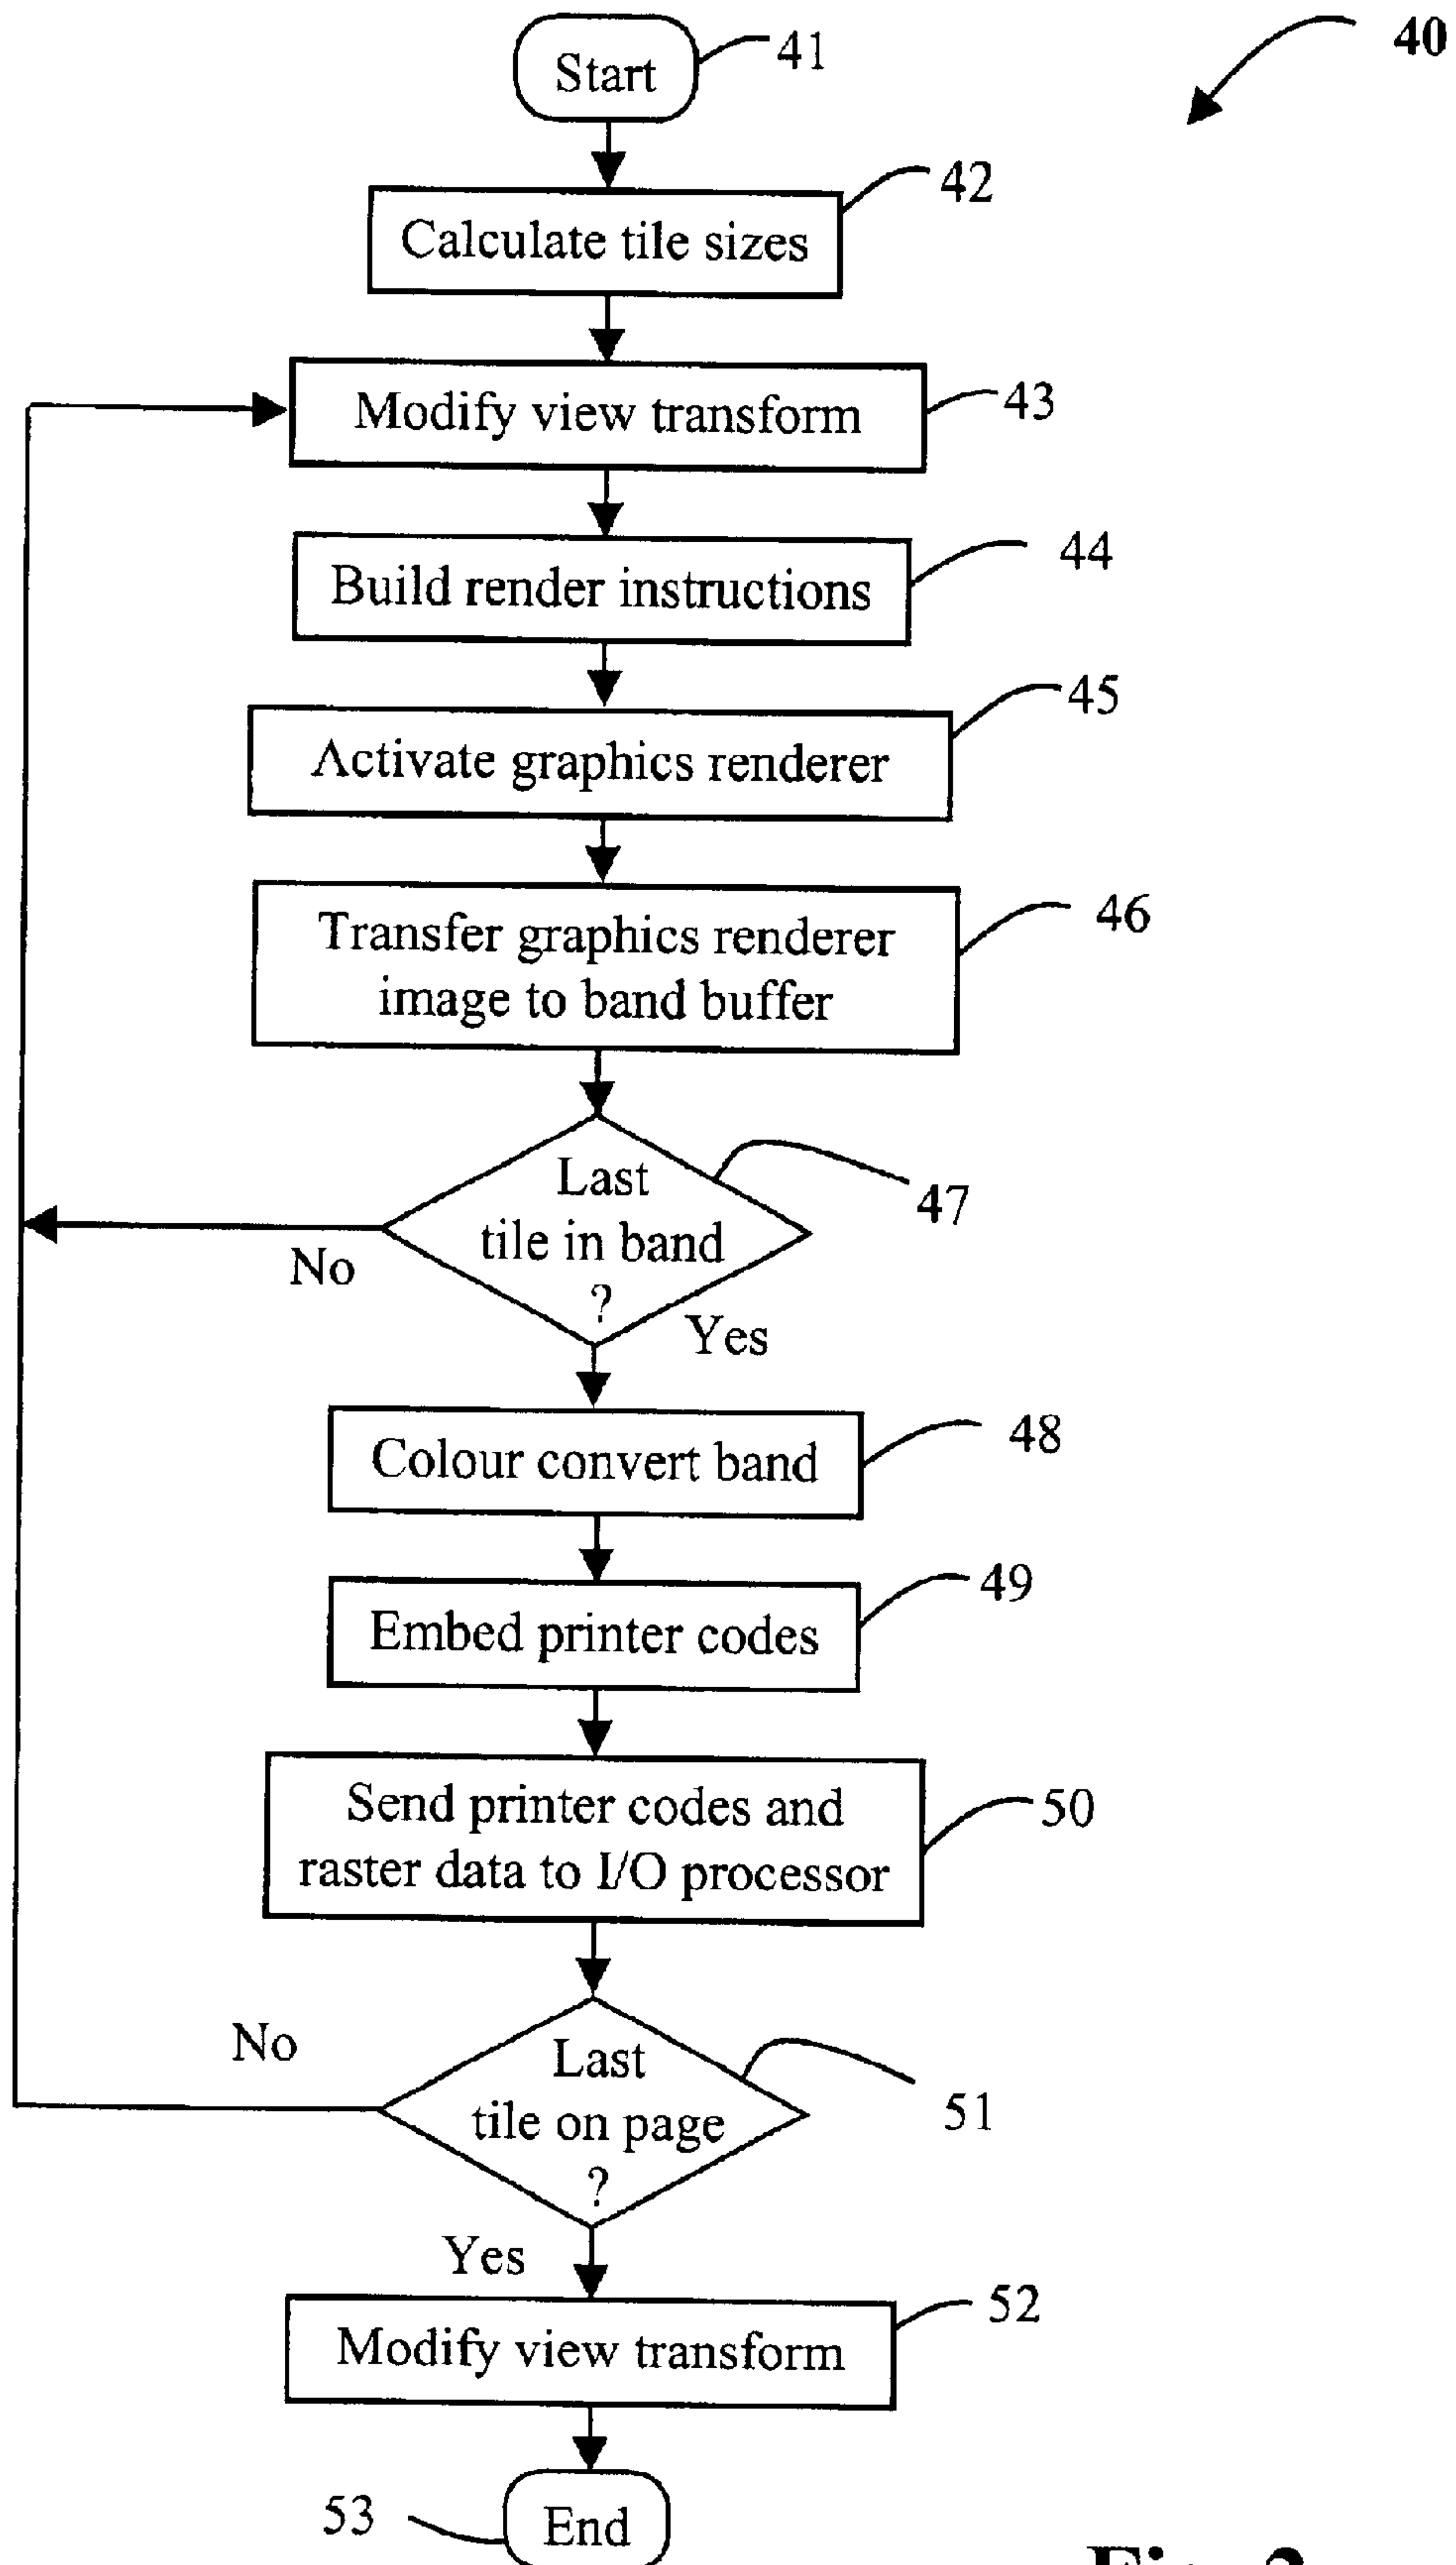 40
Start
41
Calculate tile sizes
42
Modify view transform
43
Build render instructions
44
Activate graphics renderer
45
Transfer graphics renderer
image to band buffer
46
Last
tile in band
?
47
No
Yes
Colour convert band
48
Embed printer codes
49
Send printer codes and
raster data to I/O processor
50
Last
tile on page
?
51
No
Yes
Modify view transform
52
End
53